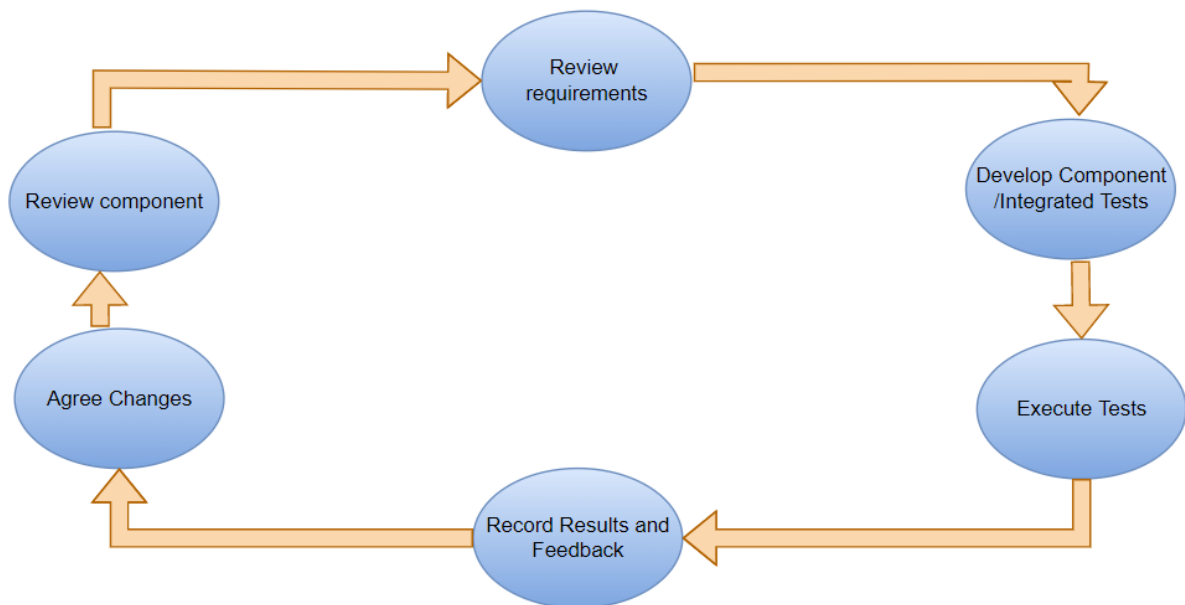 Review
requirements
Develop Component
/Integrated Tests
Execute Tests
Record Results and
Feedback
Agree Changes
Review component